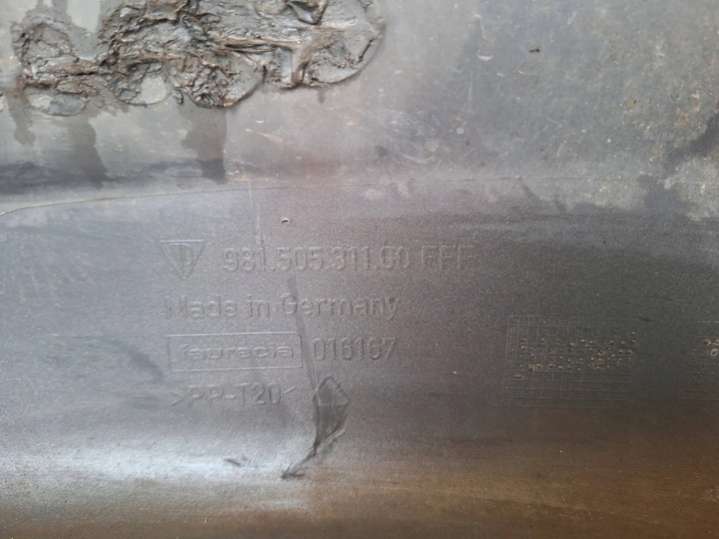 981.505.311.00 FFF
Made in Germany
faurecia 016167
>PP-T20<